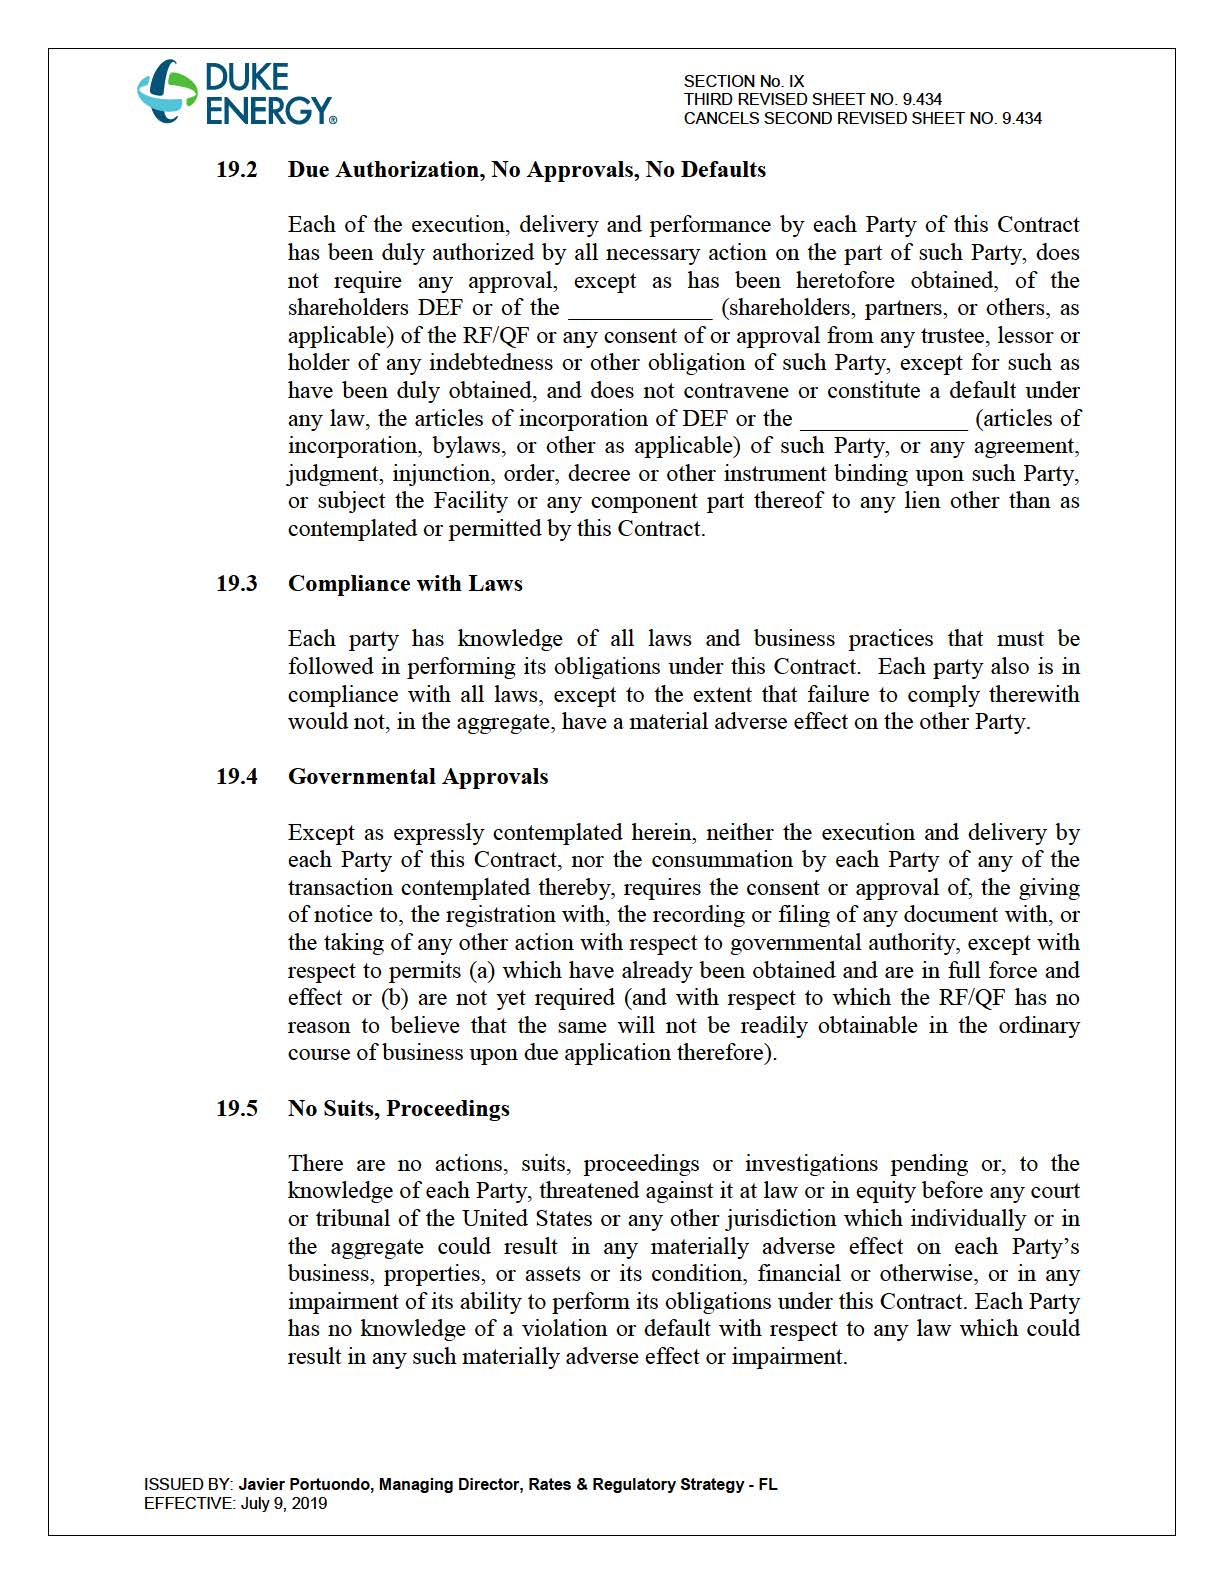 DUKE
ENERGY®
SECTION No. IX
THIRD REVISED SHEET NO. 9.434
CANCELS SECOND REVISED SHEET NO. 9.434
19.2 Due Authorization, No Approvals, No Defaults
Each of the execution, delivery and performance by each Party of this Contract
has been duly authorized by all necessary action on the part of such Party, does
not require any approval, except as has been heretofore obtained, of the
shareholders DEF or of the ____________ (shareholders, partners, or others, as
applicable) of the RF/QF or any consent of or approval from any trustee, lessor or
holder of any indebtedness or other obligation of such Party, except for such as
have been duly obtained, and does not contravene or constitute a default under
any law, the articles of incorporation of DEF or the ______________ (articles of
incorporation, bylaws, or other as applicable) of such Party, or any agreement,
judgment, injunction, order, decree or other instrument binding upon such Party,
or subject the Facility or any component part thereof to any lien other than as
contemplated or permitted by this Contract.
19.3 Compliance with Laws
Each party has knowledge of all laws and business practices that must be
followed in performing its obligations under this Contract.  Each party also is in
compliance with all laws, except to the extent that failure to comply therewith
would not, in the aggregate, have a material adverse effect on the other Party.
19.4 Governmental Approvals
Except as expressly contemplated herein, neither the execution and delivery by
each Party of this Contract, nor the consummation by each Party of any of the
transaction contemplated thereby, requires the consent or approval of, the giving
of notice to, the registration with, the recording or filing of any document with, or
the taking of any other action with respect to governmental authority, except with
respect to permits (a) which have already been obtained and are in full force and
effect or (b) are not yet required (and with respect to which the RF/QF has no
reason to believe that the same will not be readily obtainable in the ordinary
course of business upon due application therefore).
19.5 No Suits, Proceedings
There are no actions, suits, proceedings or investigations pending or, to the
knowledge of each Party, threatened against it at law or in equity before any court
or tribunal of the United States or any other jurisdiction which individually or in
the aggregate could result in any materially adverse effect on each Party’s
business, properties, or assets or its condition, financial or otherwise, or in any
impairment of its ability to perform its obligations under this Contract. Each Party
has no knowledge of a violation or default with respect to any law which could
result in any such materially adverse effect or impairment.
ISSUED BY: Javier Portuondo, Managing Director, Rates & Regulatory Strategy - FL
EFFECTIVE: July 9, 2019